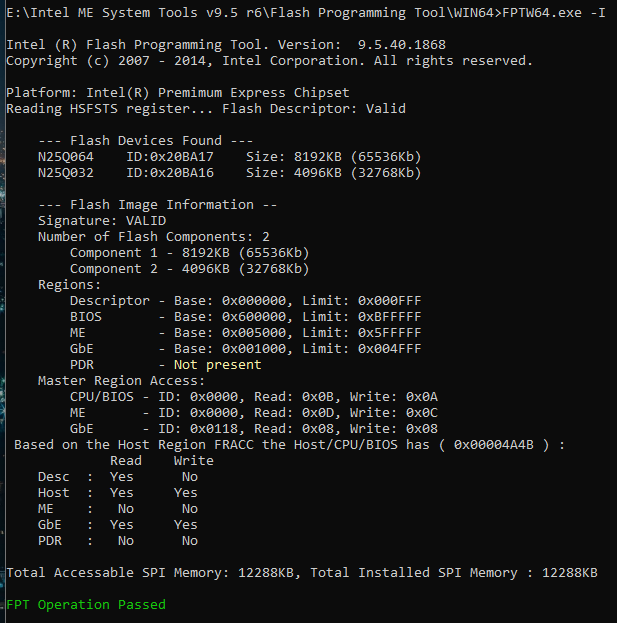 E:\Intel ME System Tools v9.5 r6\Flash Programming Tool\WIN64>FPTW64.exe -I
Intel (R) Flash Programming Tool. Version:  9.5.40.1868
Copyright (c) 2007 - 2014, Intel Corporation. All rights reserved.
Platform: Intel(R) Premimum Express Chipset
Reading HSFSTS register... Flash Descriptor: Valid
--- Flash Devices Found ---
N25Q064    ID:0x20BA17    Size: 8192KB (65536Kb)
N25Q032    ID:0x20BA16    Size: 4096KB (32768Kb)
--- Flash Image Information --
Signature: VALID
Number of Flash Components: 2
Component 1 - 8192KB (65536Kb)
Component 2 - 4096KB (32768Kb)
Regions:
Descriptor - Base: 0x000000, Limit: 0x000FFF
BIOS       - Base: 0x600000, Limit: 0xBFFFFF
ME         - Base: 0x005000, Limit: 0x5FFFFF
GbE        - Base: 0x001000, Limit: 0x004FFF
PDR        - Not present
Master Region Access:
CPU/BIOS - ID: 0x0000, Read: 0x0B, Write: 0x0A
ME       - ID: 0x0000, Read: 0x0D, Write: 0x0C
GbE      - ID: 0x0118, Read: 0x08, Write: 0x08
Based on the Host Region FRACC the Host/CPU/BIOS has ( 0x00004A4B ) :
Read    Write
Desc  :  Yes      No
Host  :  Yes     Yes
ME    :   No      No
GbE   :  Yes     Yes
PDR   :   No      No
Total Accessable SPI Memory: 12288KB, Total Installed SPI Memory : 12288KB
FPT Operation Passed